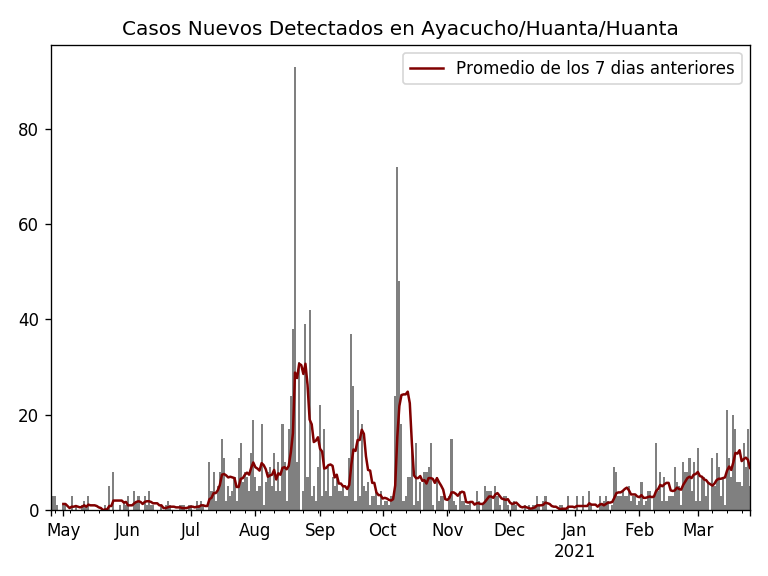 Casos Nuevos Detectados en Ayacucho/Huanta/Huanta
Promedio de los 7 dias anteriores
80
60
40
20
0
May Jun Jul Aug Sep Oct Nov Dec Jan Feb Mar
2021